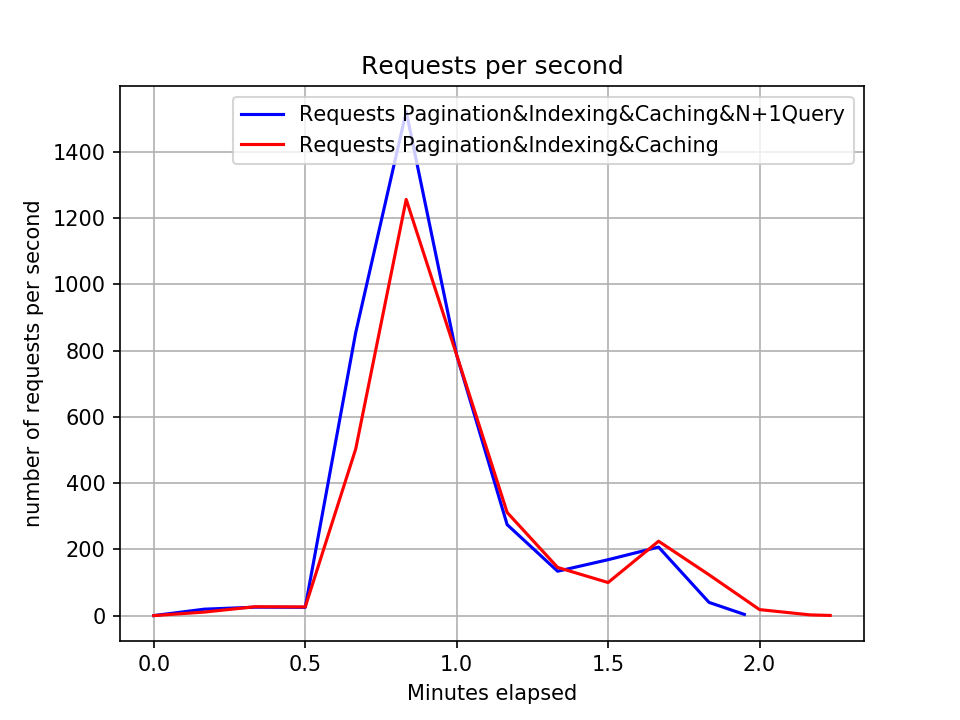 Requests per second
Requests Pagination&Indexing&Caching&N+1Query
Requests Pagination&Indexing&Caching
number of requests per second
1400
1200
1000
800
600
400
200
0
0.0 0.5 1.0 1.5 2.0
Minutes elapsed